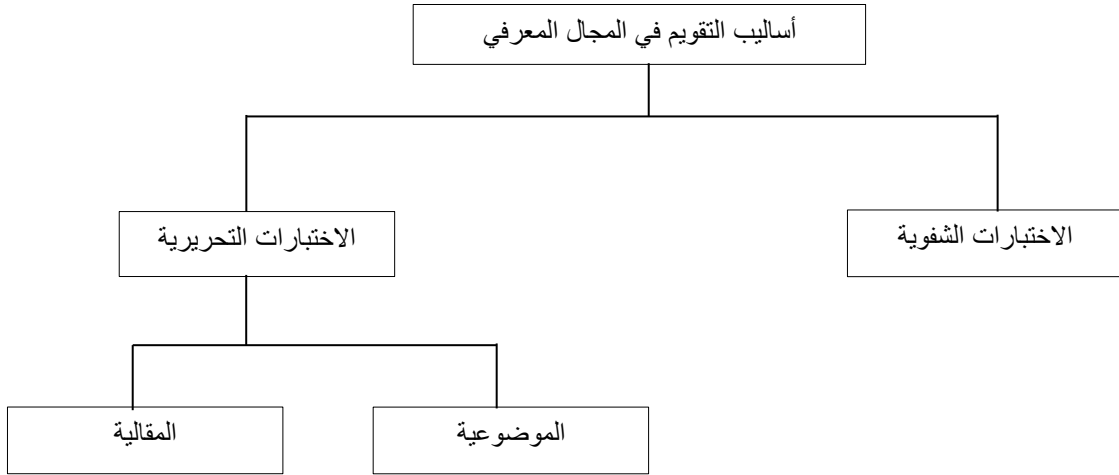 أساليب التقويم في المجال المعرفي
الاختبارات الشفوية
الاختبارات التحريرية
الموضوعية
المقالية